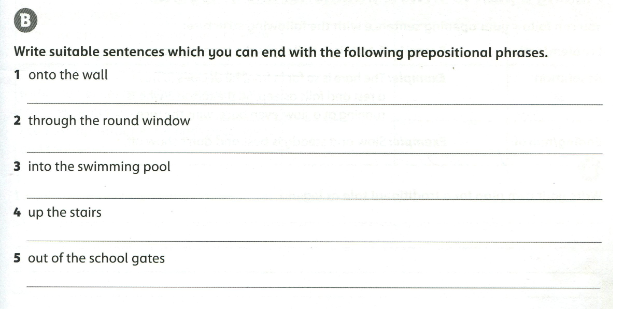 B
Write suitable sentences which you can end with the following prepositional phrases.
1 onto the wall
2 through the round window
3 into the swimming pool
4 up the stairs
5 out of the school gates